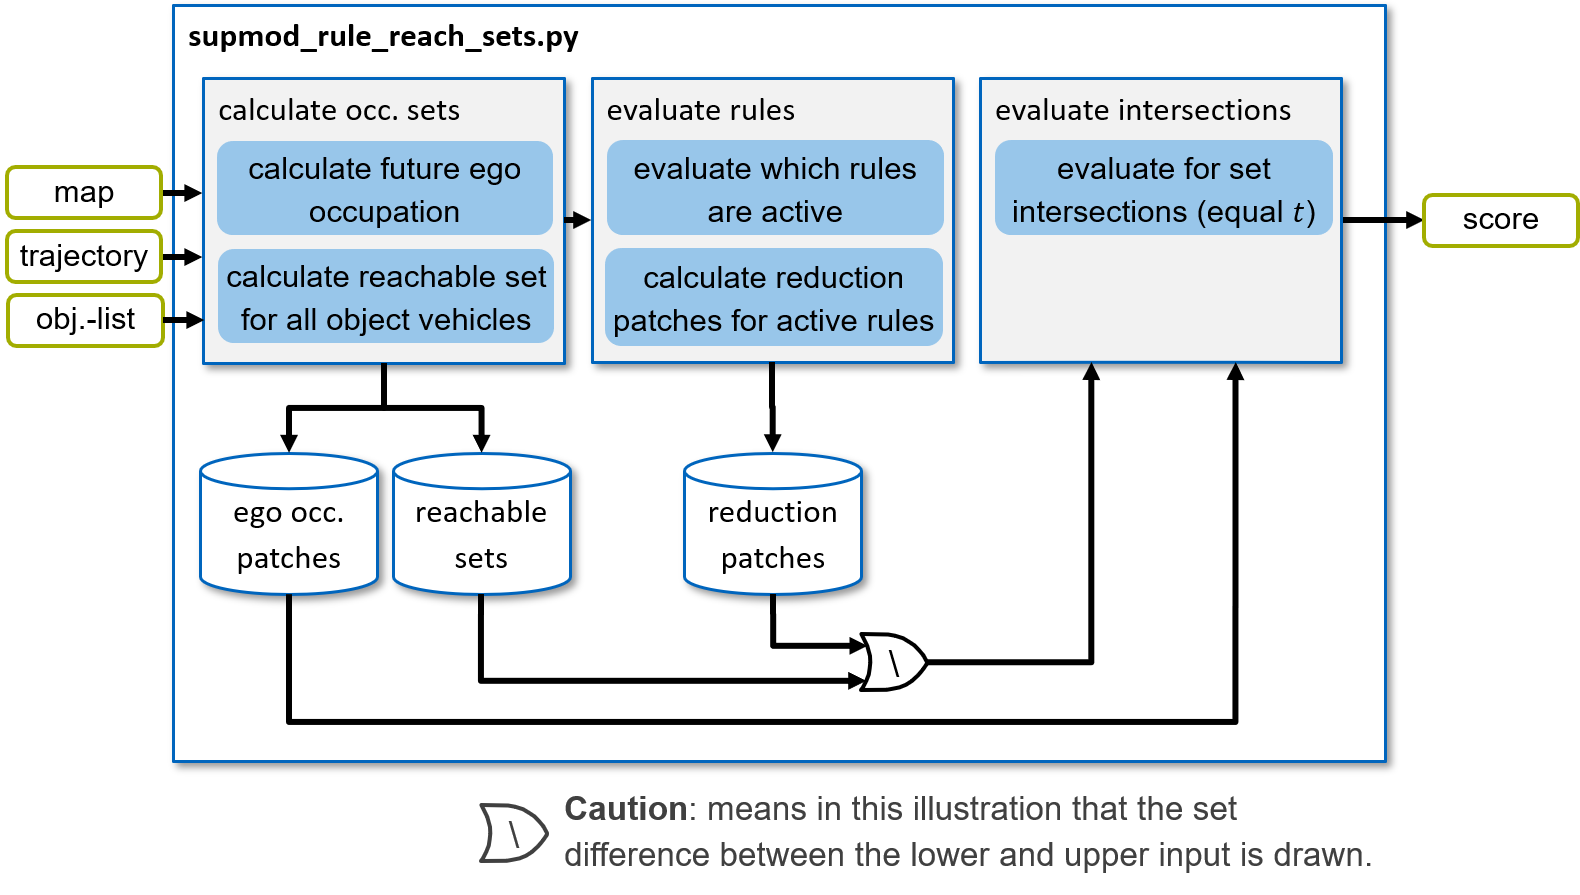 supmod_rule_reach_sets.py
map
trajectory
obj.-list
calculate occ. sets
calculate future ego
occupation
calculate reachable set
for all object vehicles
evaluate rules
evaluate which rules
are active
calculate reduction
patches for active rules
evaluate intersections
evaluate for set
intersections (equal t)
score
ego occ.
patches
reachable
sets
reduction
patches
\
\
Caution: means in this illustration that the set
difference between the lower and upper input is drawn.